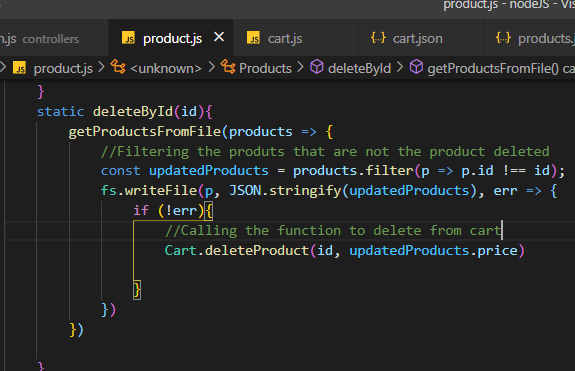 product.js - nodeJS - Vis
n.js controllers
JS product.js ✕
JS cart.js
{..} cart.json
{..} products.j
> JS product.js > <unknown> > Products > deleteById > getProductsFromFile() ca
}
static deleteById(id){
getProductsFromFile(products => {
//Filtering the produts that are not the product deleted
const updatedProducts = products.filter(p => p.id !== id);
fs.writeFile(p, JSON.stringify(updatedProducts), err => {
if (!err){
//Calling the function to delete from cart
Cart.deleteProduct(id, updatedProducts.price)
}
})
})
}